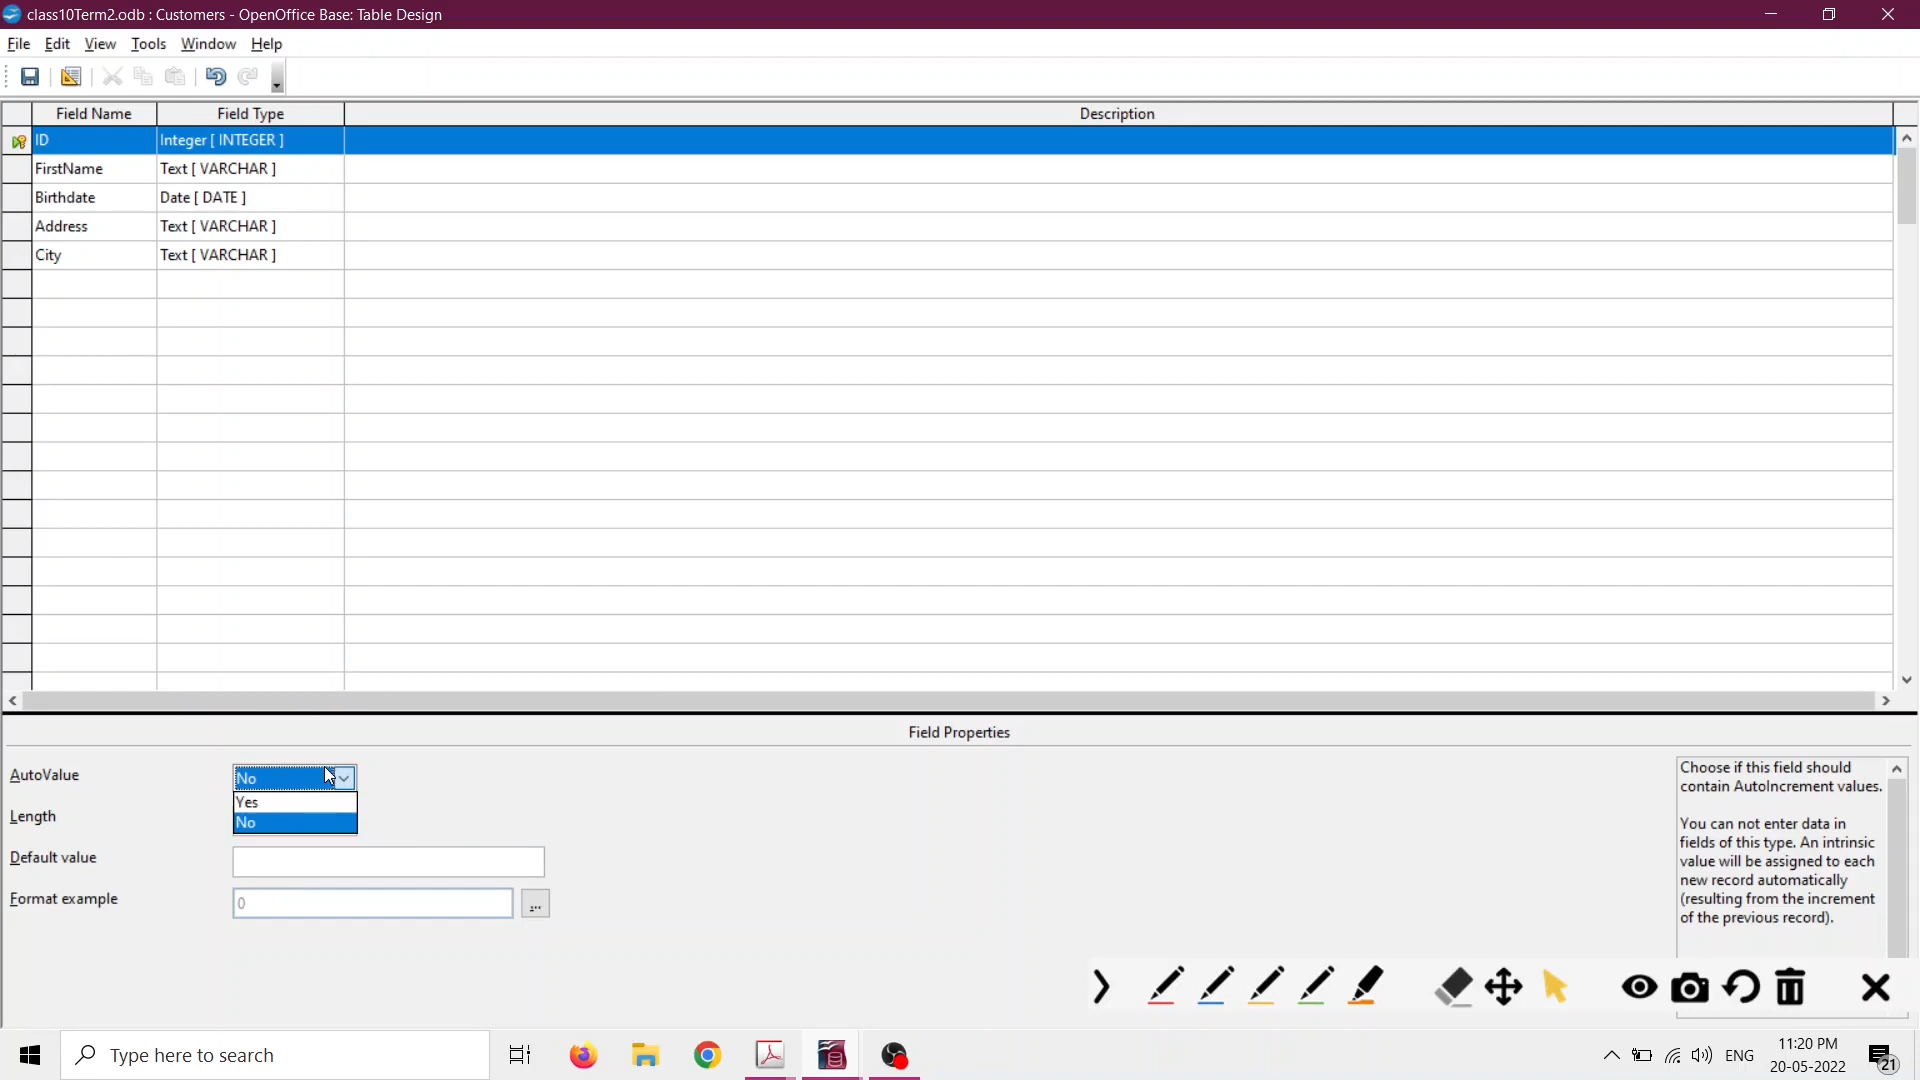 class10Term2.odb : Customers - OpenOffice Base: Table Design
File Edit View Tools Window Help
Field Name Field Type Description
ID Integer [ INTEGER ]
FirstName Text [ VARCHAR ]
Birthdate Date [ DATE ]
Address Text [ VARCHAR ]
City Text [ VARCHAR ]
Field Properties
AutoValue No
Yes
No
Length
Default value
Format example 0 ...
Choose if this field should
contain AutoIncrement values.
You can not enter data in
fields of this type. An intrinsic
value will be assigned to each
new record automatically
(resulting from the increment
of the previous record).
Type here to search
ENG
11:20 PM
20-05-2022
21